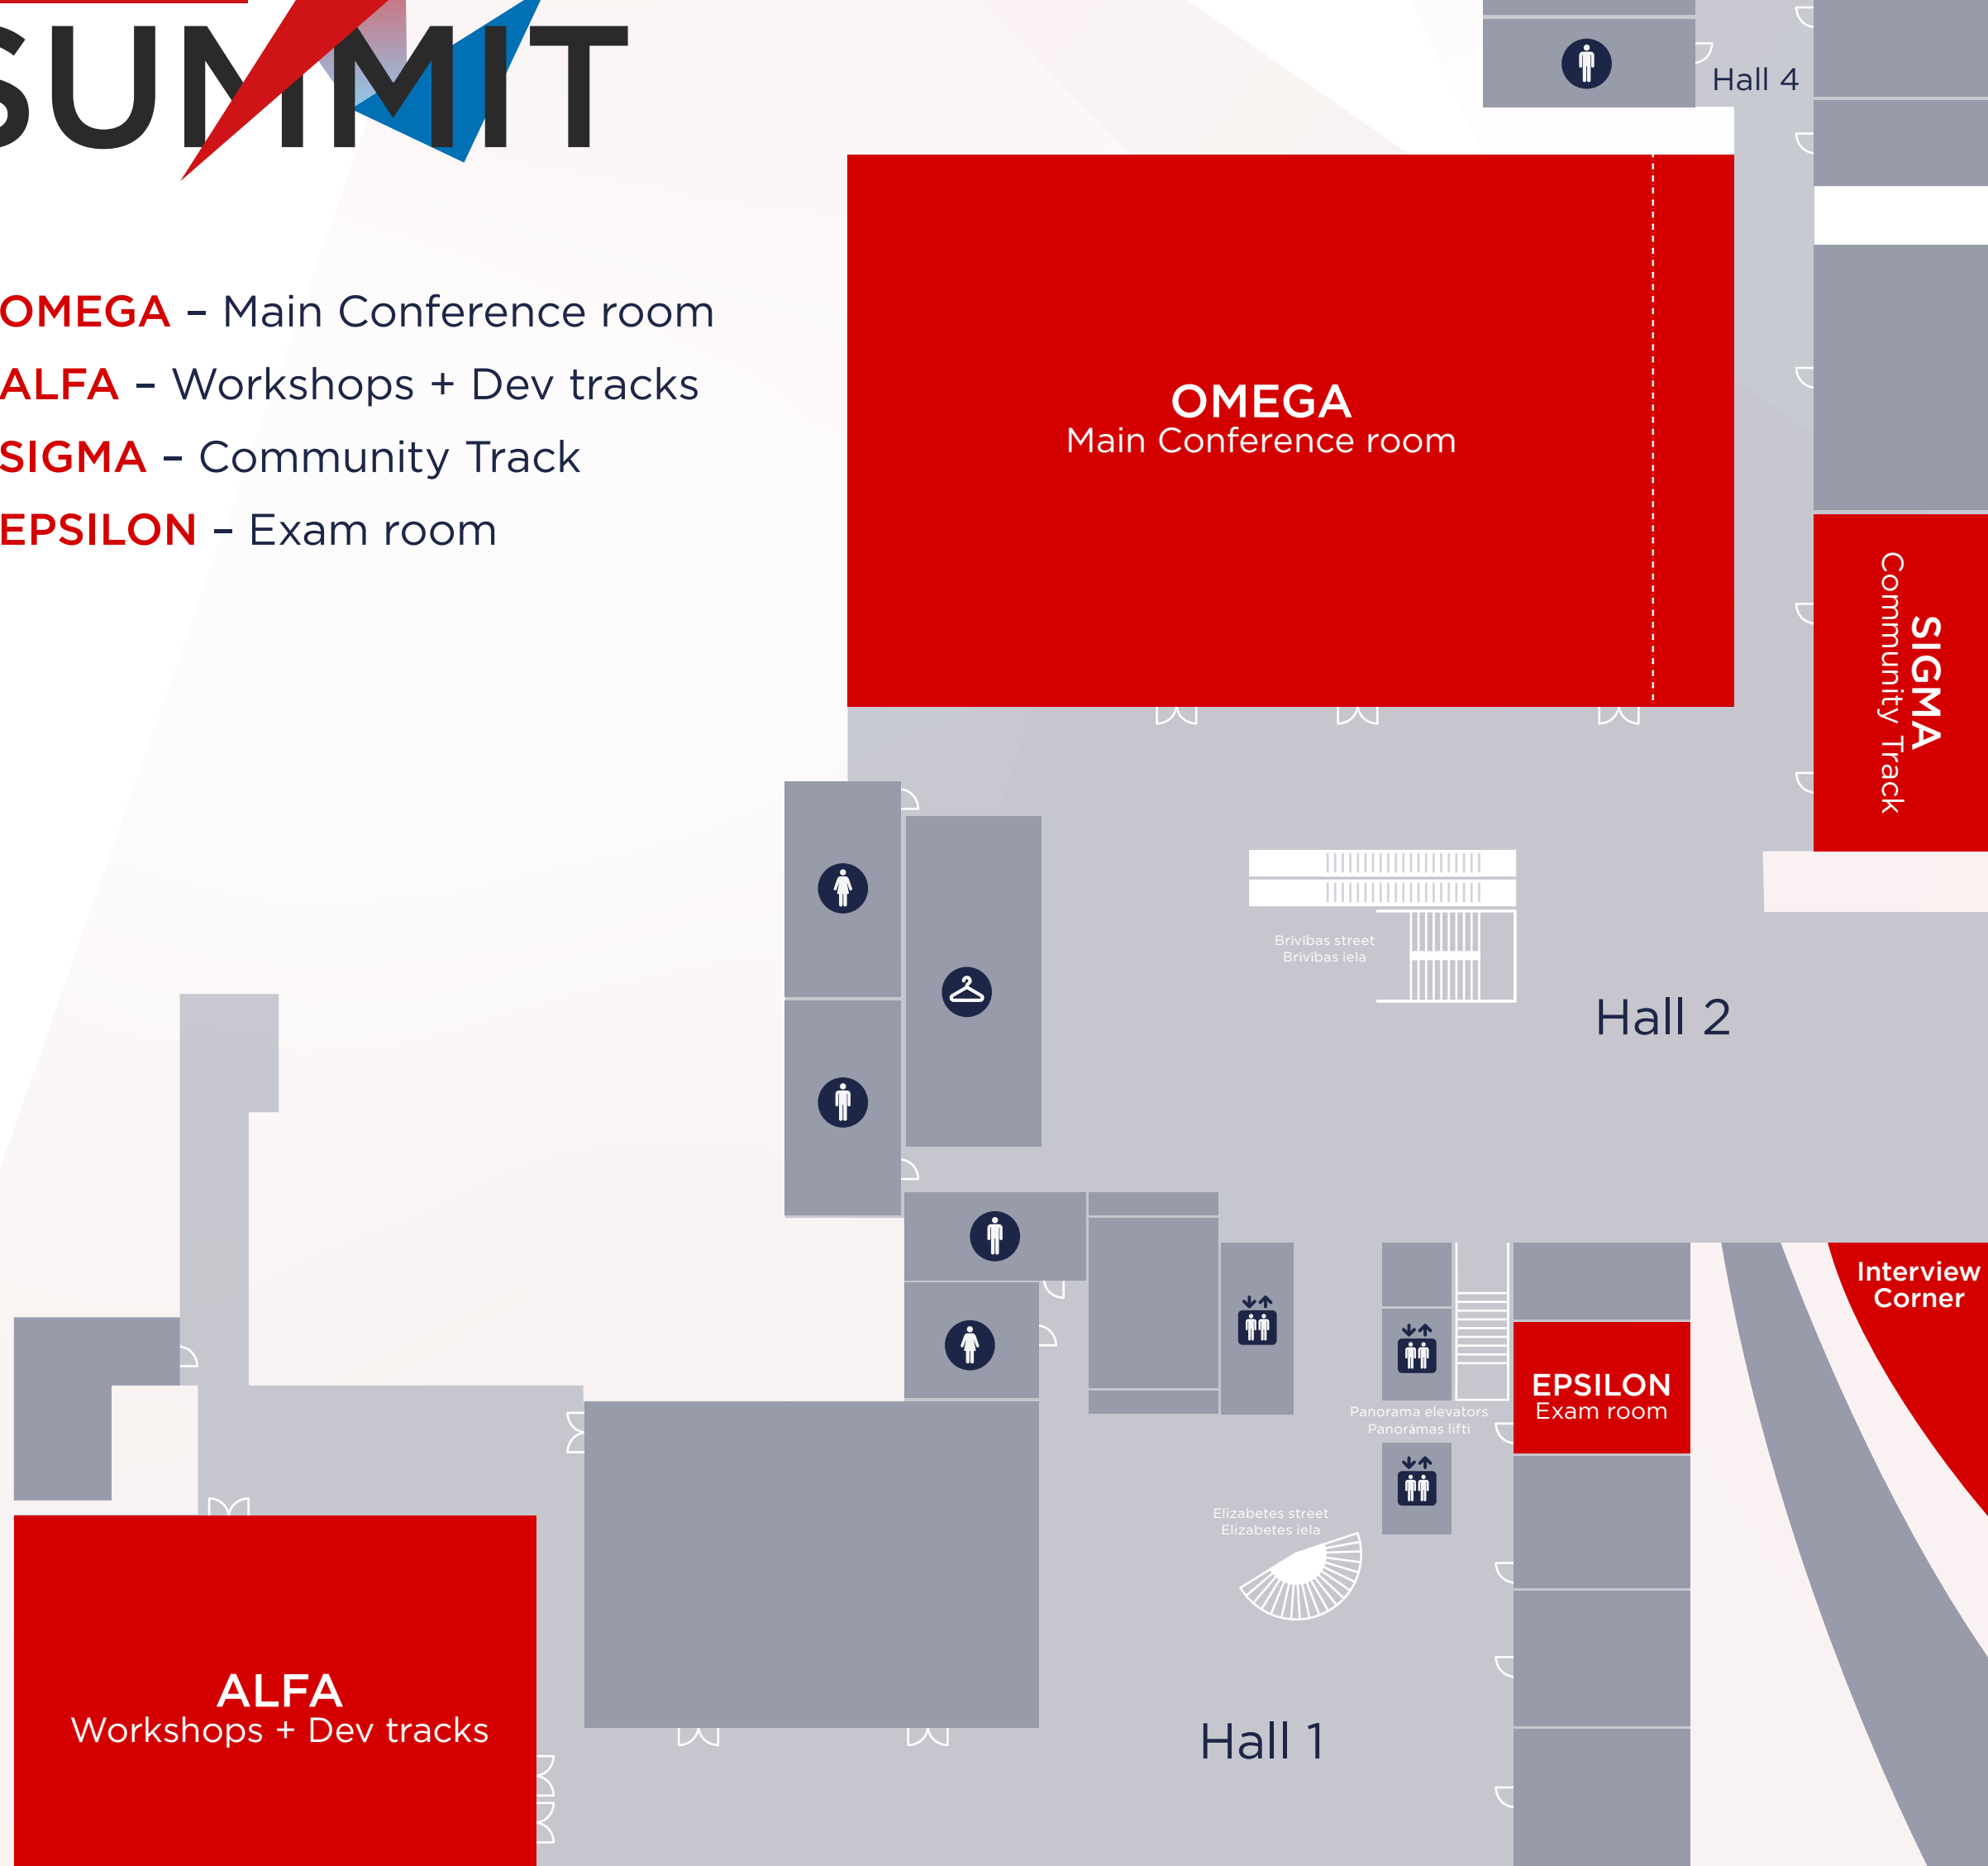 SUMMIT
OMEGA – Main Conference room
ALFA – Workshops + Dev tracks
SIGMA – Community Track
EPSILON – Exam room
Hall 4
OMEGA
Main Conference room
SIGMA
Community Track
Brīvības street
Brīvības iela
Hall 2
Interview
Corner
EPSILON
Exam room
Panorama elevators
Panorāmas lifti
Elizabetes street
Elizabetes iela
ALFA
Workshops + Dev tracks
Hall 1